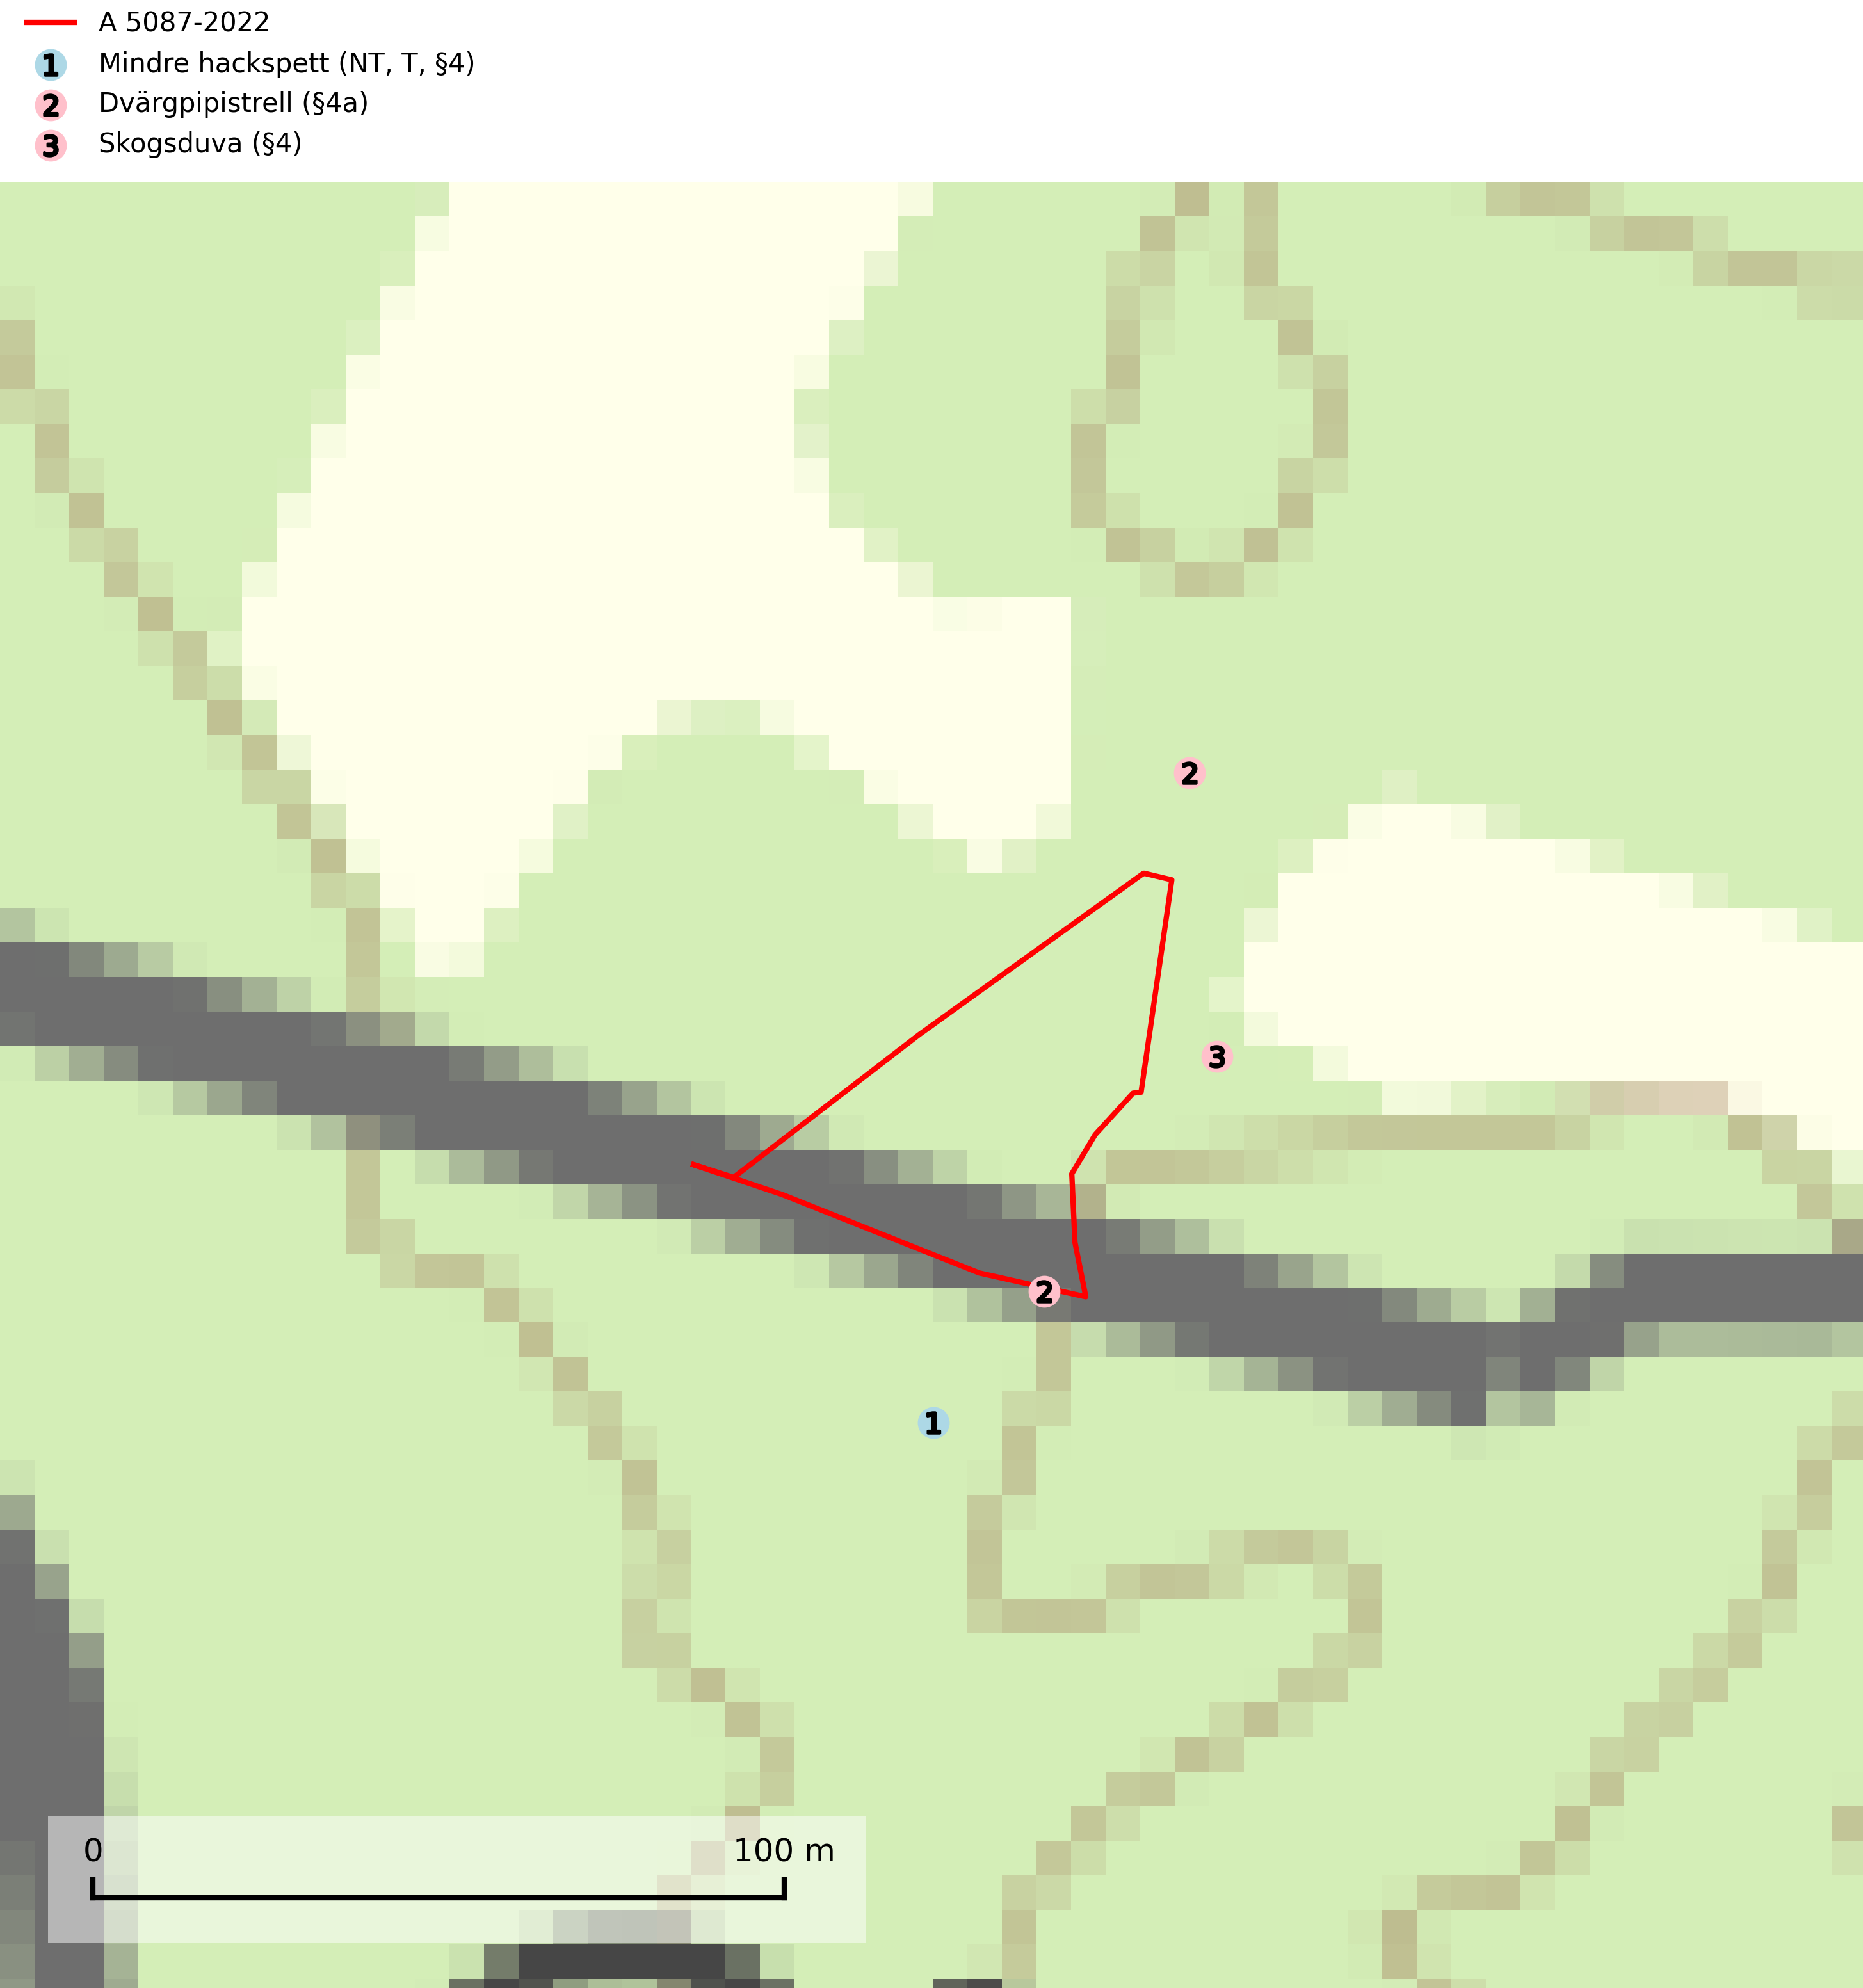 A 5087-2022
1 Mindre hackspett (NT, T, §4)
2 Dvärgpipistrell (§4a)
3 Skogsduva (§4)
2
3
2
1
0 100 m